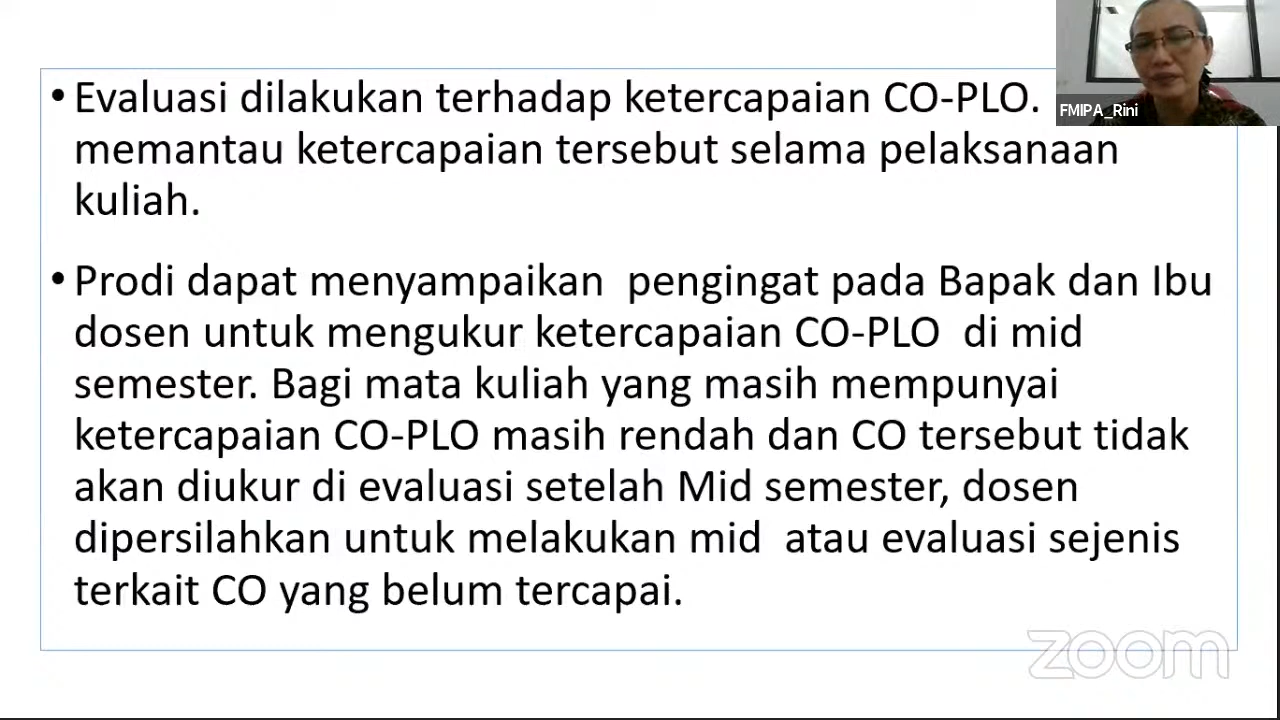 • Evaluasi dilakukan terhadap ketercapaian CO-PLO.
memantau ketercapaian tersebut selama pelaksanaan
kuliah.
• Prodi dapat menyampaikan  pengingat pada Bapak dan Ibu
dosen untuk mengukur ketercapaian CO-PLO  di mid
semester. Bagi mata kuliah yang masih mempunyai
ketercapaian CO-PLO masih rendah dan CO tersebut tidak
akan diukur di evaluasi setelah Mid semester, dosen
dipersilahkan untuk melakukan mid  atau evaluasi sejenis
terkait CO yang belum tercapai.
FMIPA_Rini
zoom